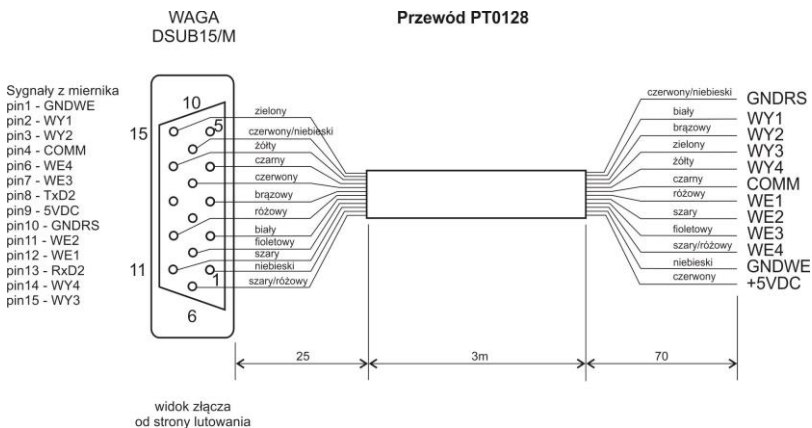 WAGA
DSUB15/M
Przewód PT0128
Sygnały z miernika
pin1 - GNDWE
pin2 - WY1
pin3 - WY2
pin4 - COMM
pin6 - WE4
pin7 - WE3
pin8 - TxD2
pin9 - 5VDC
pin10 - GNDRS
pin11 - WE2
pin12 - WE1
pin13 - RxD2
pin14 - WY4
pin15 - WY3
10
15
5
11
1
6
zielony
czerwony/niebieski
żółty
czarny
czerwony
brązowy
różowy
biały
fioletowy
szary
niebieski
szary/różowy
czerwony/niebieski GNDRS
biały WY1
brązowy WY2
zielony WY3
żółty WY4
czarny COMM
różowy WE1
szary WE2
fioletowy WE3
szary/różowy WE4
niebieski GNDWE
czerwony +5VDC
25
3m
70
widok złącza
od strony lutowania